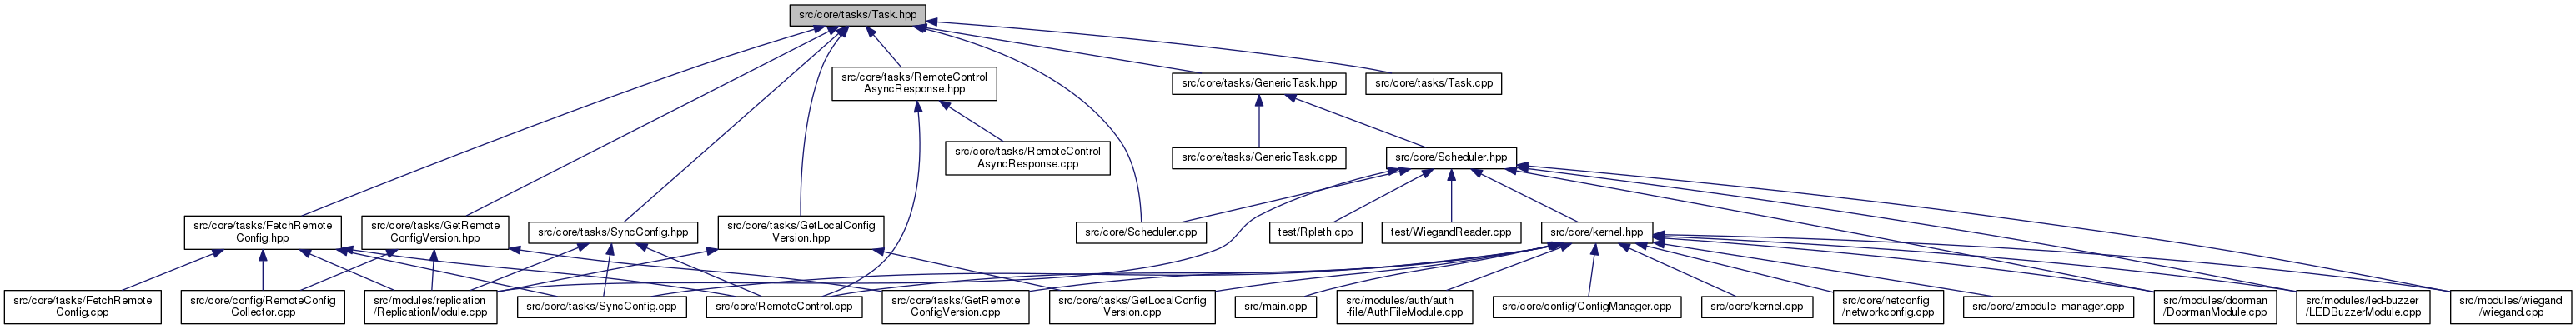 src/core/tasks/Task.hpp
src/core/tasks/RemoteControl
AsyncResponse.hpp
src/core/tasks/GenericTask.hpp
src/core/tasks/Task.cpp
src/core/tasks/RemoteControl
AsyncResponse.cpp
src/core/tasks/GenericTask.cpp
src/core/Scheduler.hpp
src/core/tasks/FetchRemote
Config.hpp
src/core/tasks/GetRemote
ConfigVersion.hpp
src/core/tasks/SyncConfig.hpp
src/core/tasks/GetLocalConfig
Version.hpp
src/core/Scheduler.cpp
test/Rpleth.cpp
test/WiegandReader.cpp
src/core/kernel.hpp
src/core/tasks/FetchRemote
Config.cpp
src/core/config/RemoteConfig
Collector.cpp
src/modules/replication
/ReplicationModule.cpp
src/core/tasks/SyncConfig.cpp
src/core/RemoteControl.cpp
src/core/tasks/GetRemote
ConfigVersion.cpp
src/core/tasks/GetLocalConfig
Version.cpp
src/main.cpp
src/modules/auth/auth
-file/AuthFileModule.cpp
src/core/config/ConfigManager.cpp
src/core/kernel.cpp
src/core/netconfig
/networkconfig.cpp
src/core/zmodule_manager.cpp
src/modules/doorman
/DoormanModule.cpp
src/modules/led-buzzer
/LEDBuzzerModule.cpp
src/modules/wiegand
/wiegand.cpp